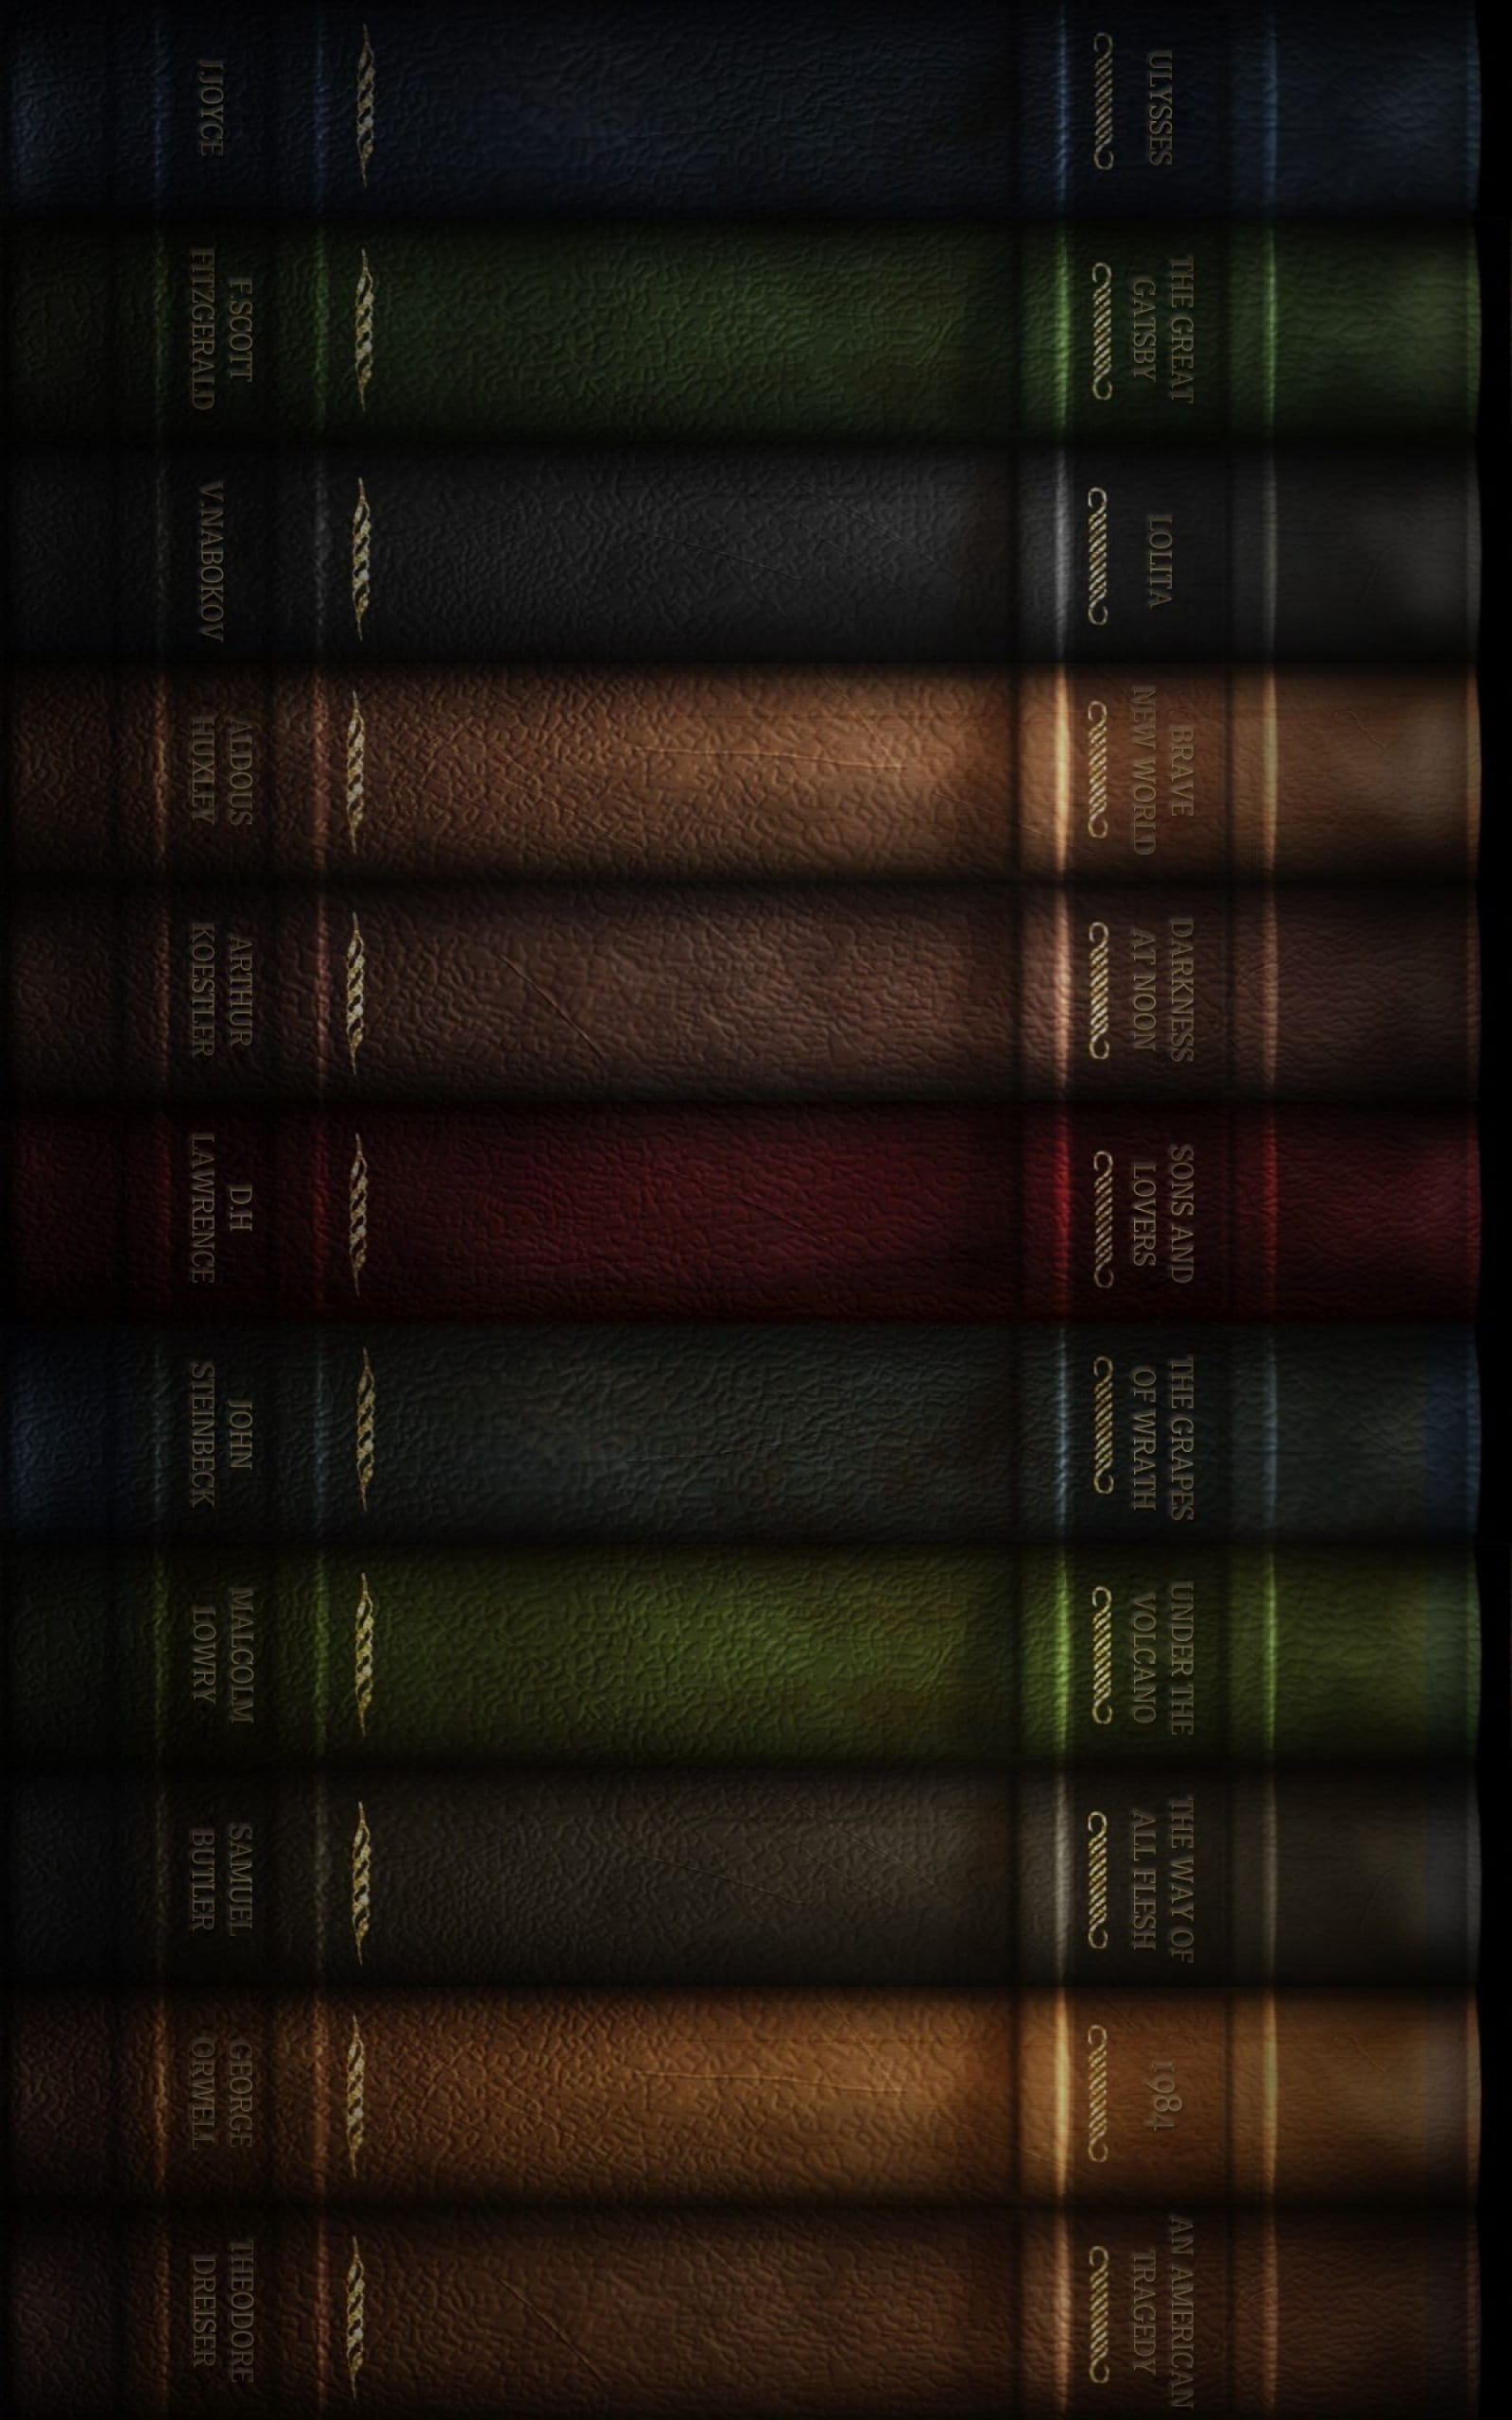 ULYSSES
J.JOYCE
THE GREAT
GATSBY
F.SCOTT
FITZGERALD
LOLITA
V.NABOKOV
BRAVE
NEW WORLD
ALDOUS
HUXLEY
DARKNESS
AT NOON
ARTHUR
KOESTLER
SONS AND
LOVERS
D.H
LAWRENCE
THE GRAPES
OF WRATH
JOHN
STEINBECK
UNDER THE
VOLCANO
MALCOLM
LOWRY
THE WAY OF
ALL FLESH
SAMUEL
BUTLER
1984
GEORGE
ORWELL
AN AMERICAN
TRAGEDY
THEODORE
DREISER